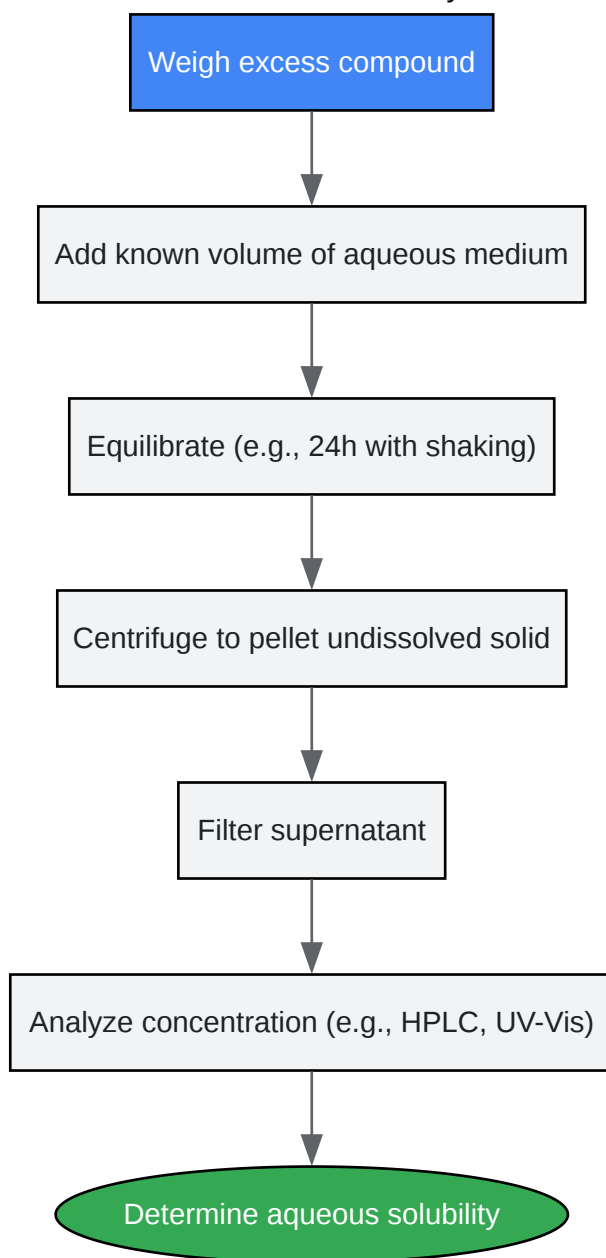 Weigh excess compound
Add known volume of aqueous medium
Equilibrate (e.g., 24h with shaking)
Centrifuge to pellet undissolved solid
Filter supernatant
Analyze concentration (e.g., HPLC, UV-Vis)
Determine aqueous solubility